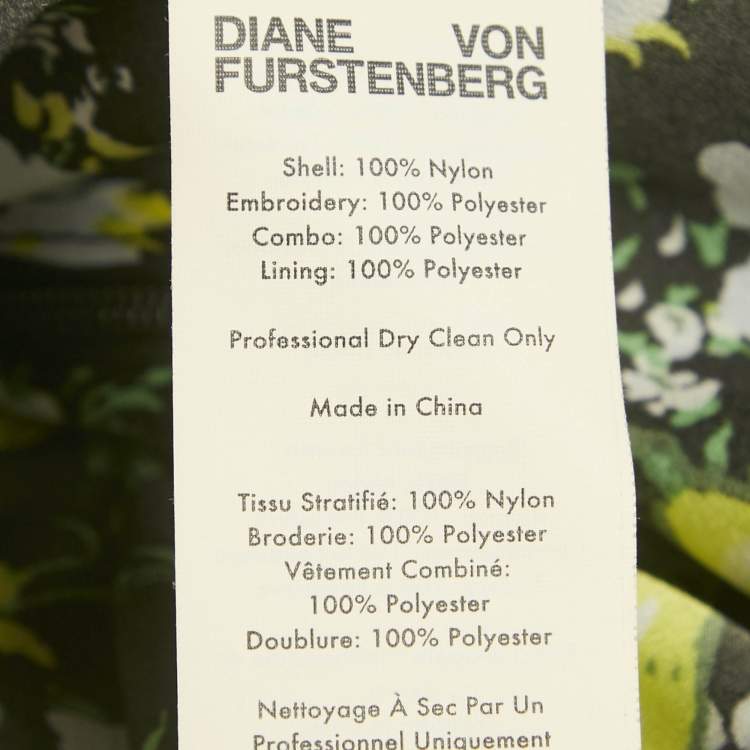 DIANE VON
FURSTENBERG
Shell: 100% Nylon
Embroidery: 100% Polyester
Combo: 100% Polyester
Lining: 100% Polyester
Professional Dry Clean Only
Made in China
Tissu Stratifié: 100% Nylon
Broderie: 100% Polyester
Vêtement Combiné:
100% Polyester
Doublure: 100% Polyester
Nettoyage À Sec Par Un
Professionnel Uniquement